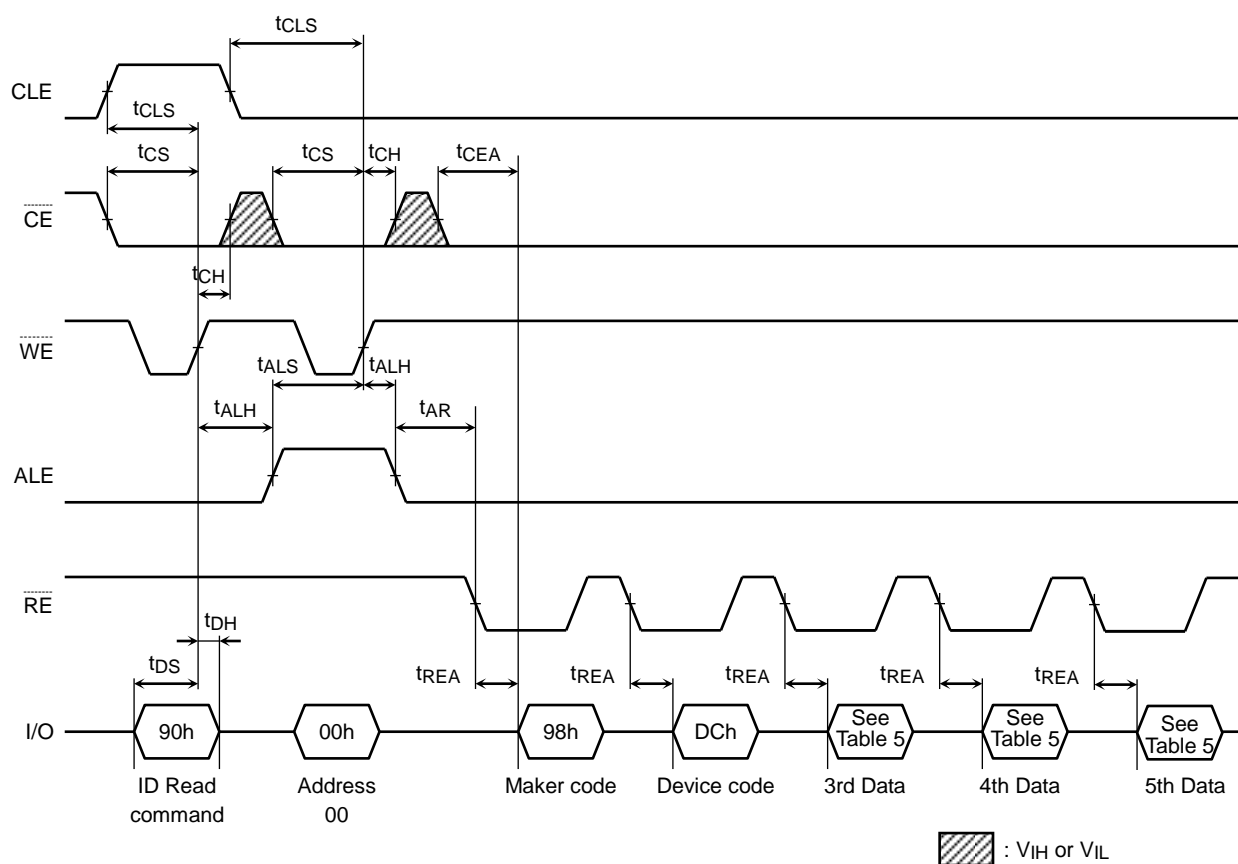 tCLS
CLE
tCLS
tCS
tCS
tCH
tCEA
CE
tCH
WE
tALS
tALH
tALH
tAR
ALE
RE
tDH
tDS
tREA
tREA
tREA
tREA
tREA
I/O
90h
00h
98h
DCh
See
Table 5
See
Table 5
See
Table 5
ID Read
command
Address
00
Maker code
Device code
3rd Data
4th Data
5th Data
: VIH or VIL